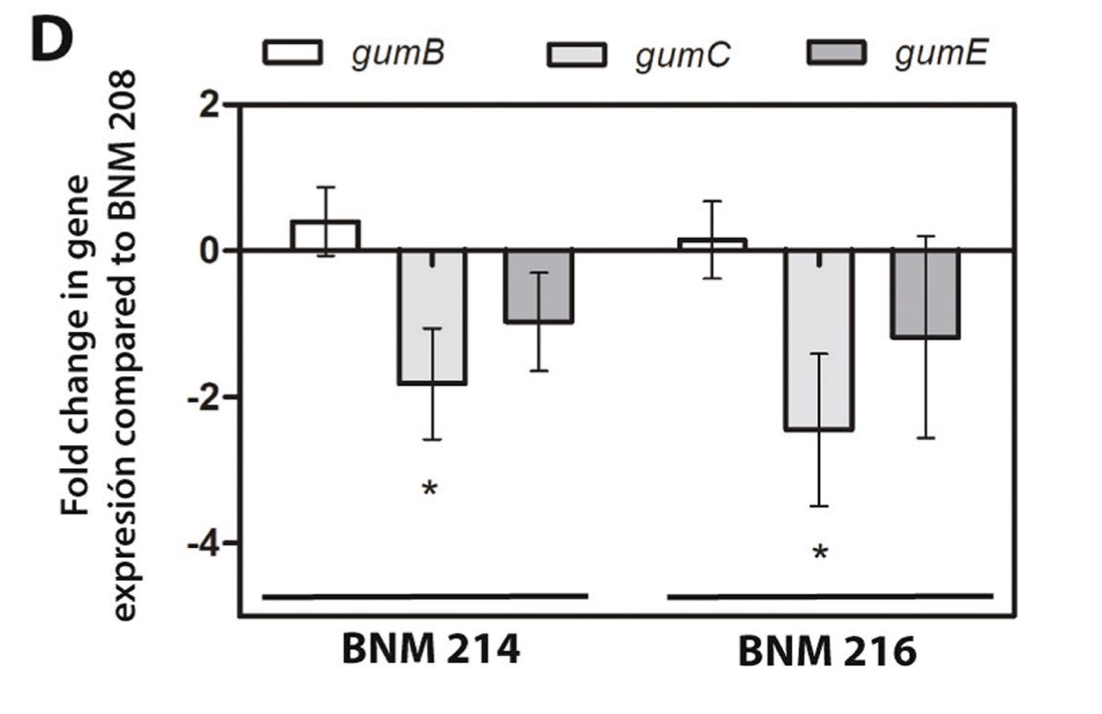 D
gumB gumC gumE
Fold change in gene
expresión compared to BNM 208
2
0
-2
-4
*
*
BNM 214 BNM 216